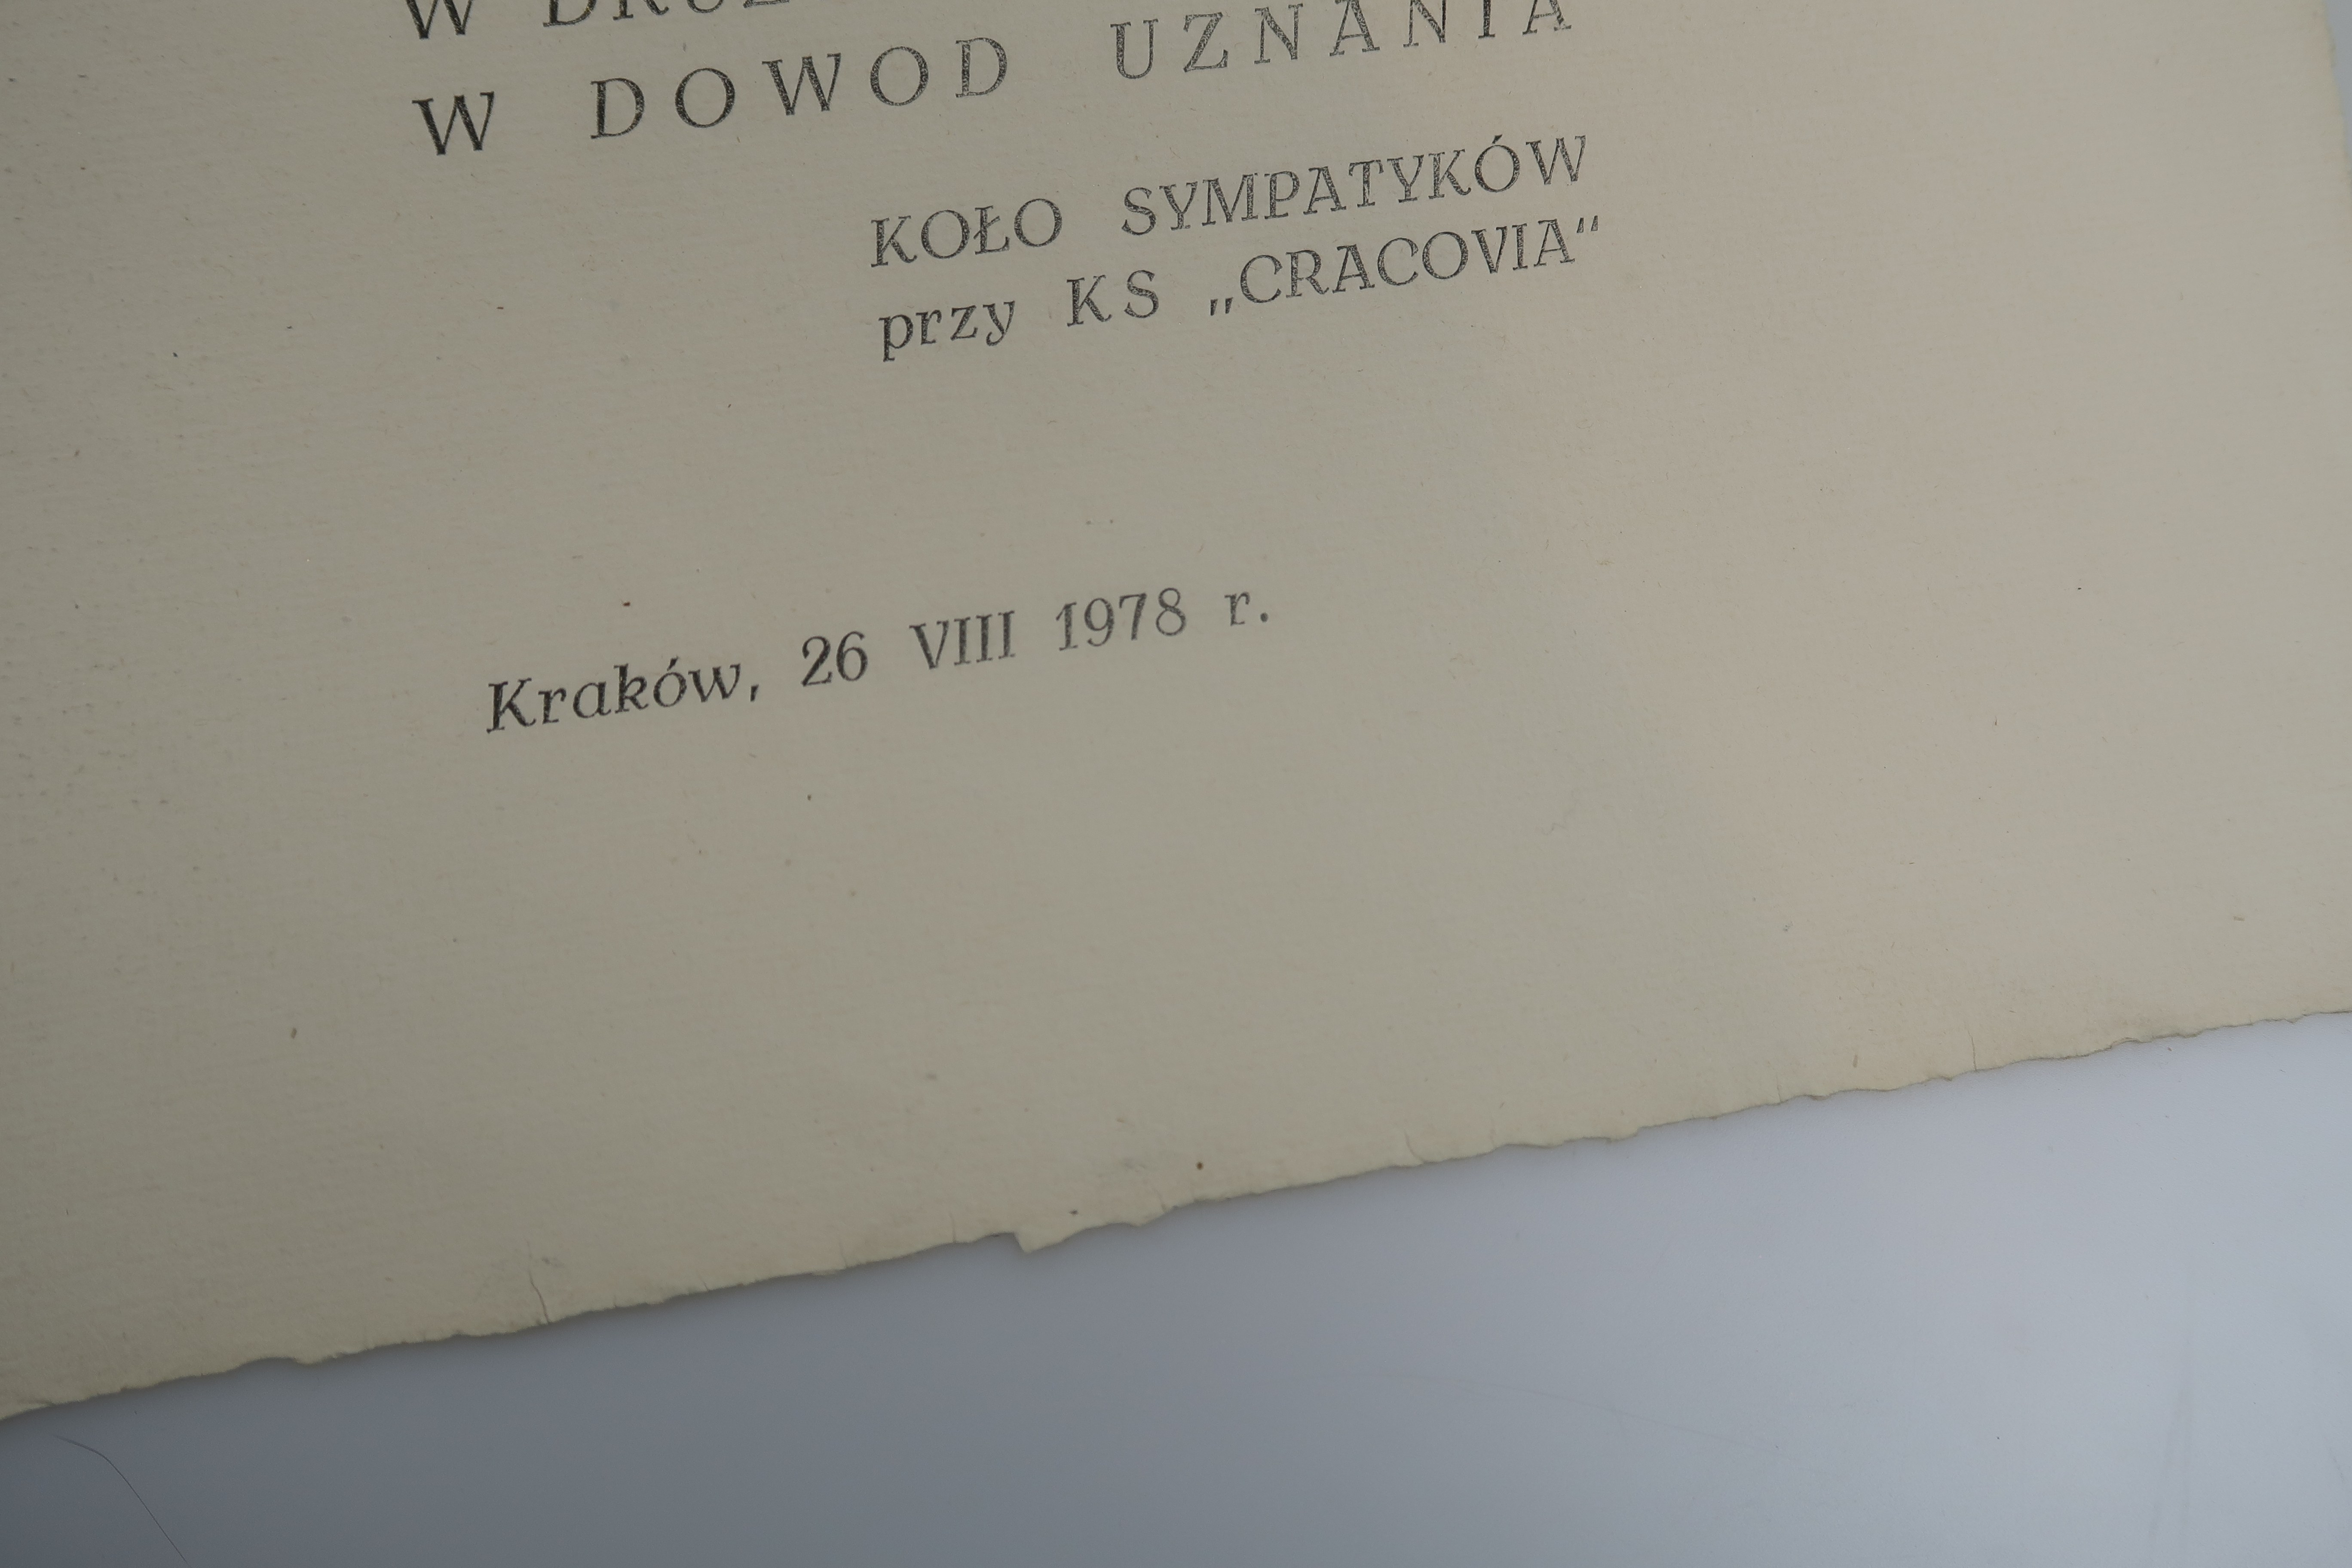 W
W DOWOD UZNANIA
KOŁO SYMPATYKÓW
przy KS „CRACOVIA“
Kraków, 26 VIII 1978 r.